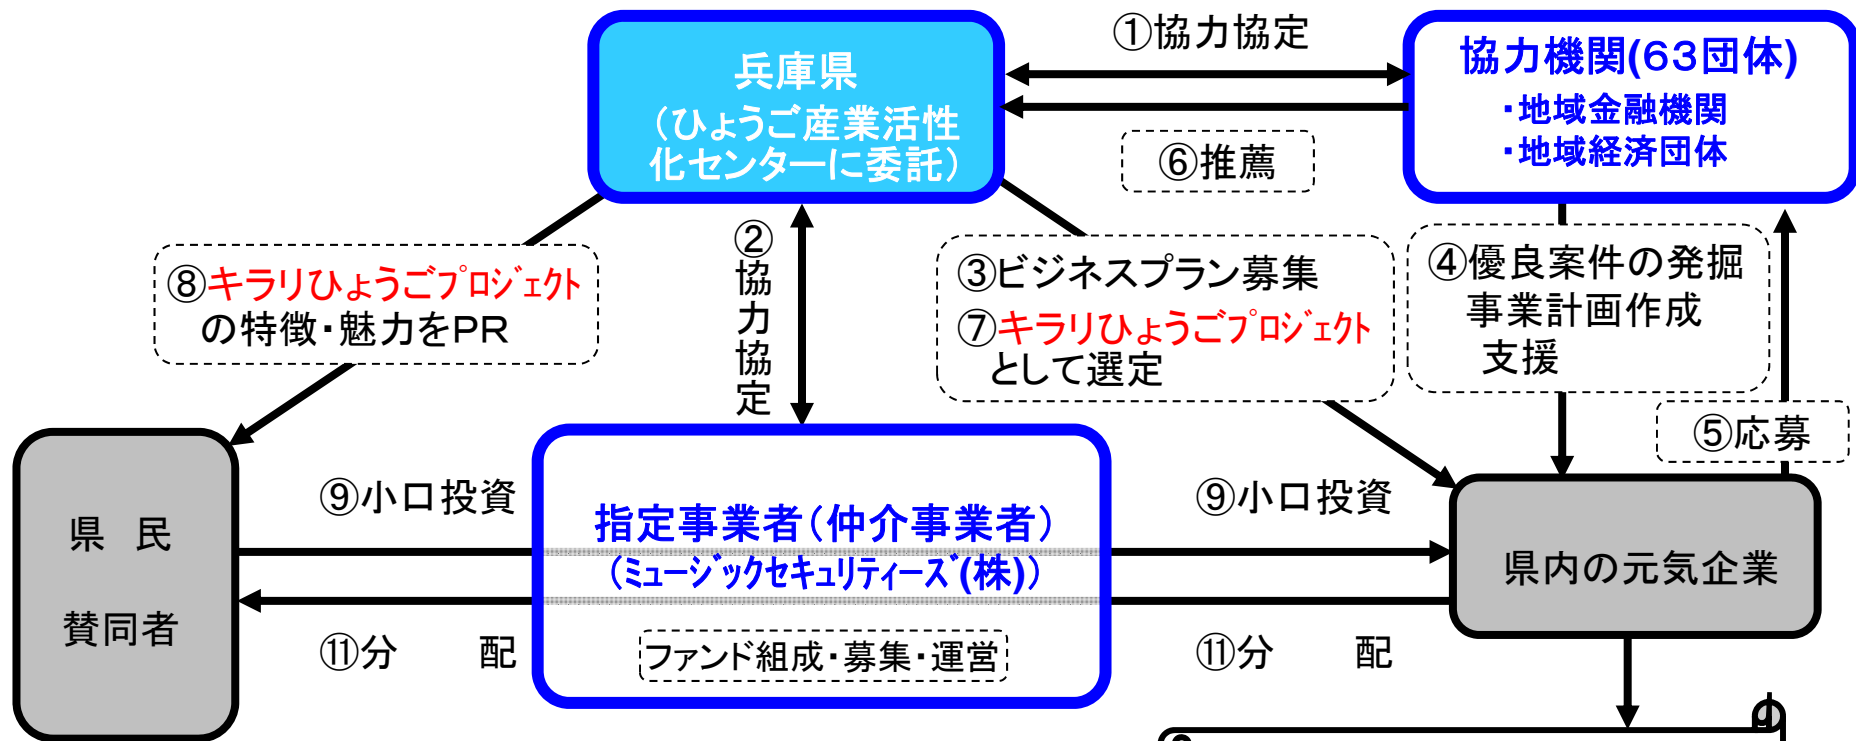 兵庫県
（ひょうご産業活性
化センターに委託）
①協力協定
⑥推薦
協力機関(63団体)
・地域金融機関
・地域経済団体
②協力協定
⑧キラリひょうごﾌﾟﾛｼﾞｪｸﾄ
の特徴・魅力をPR
③ビジネスプラン募集
⑦キラリひょうごﾌﾟﾛｼﾞｪｸﾄ
として選定
④優良案件の発掘
事業計画作成
支援
⑤応募
県　民
賛同者
⑨小口投資
⑪分　　配
指定事業者（仲介事業者）
（ﾐｭｰｼﾞｯｸｾｷｭﾘﾃｨｰｽﾞ(株)）
ファンド組成・募集・運営
⑨小口投資
⑪分　　配
県内の元気企業